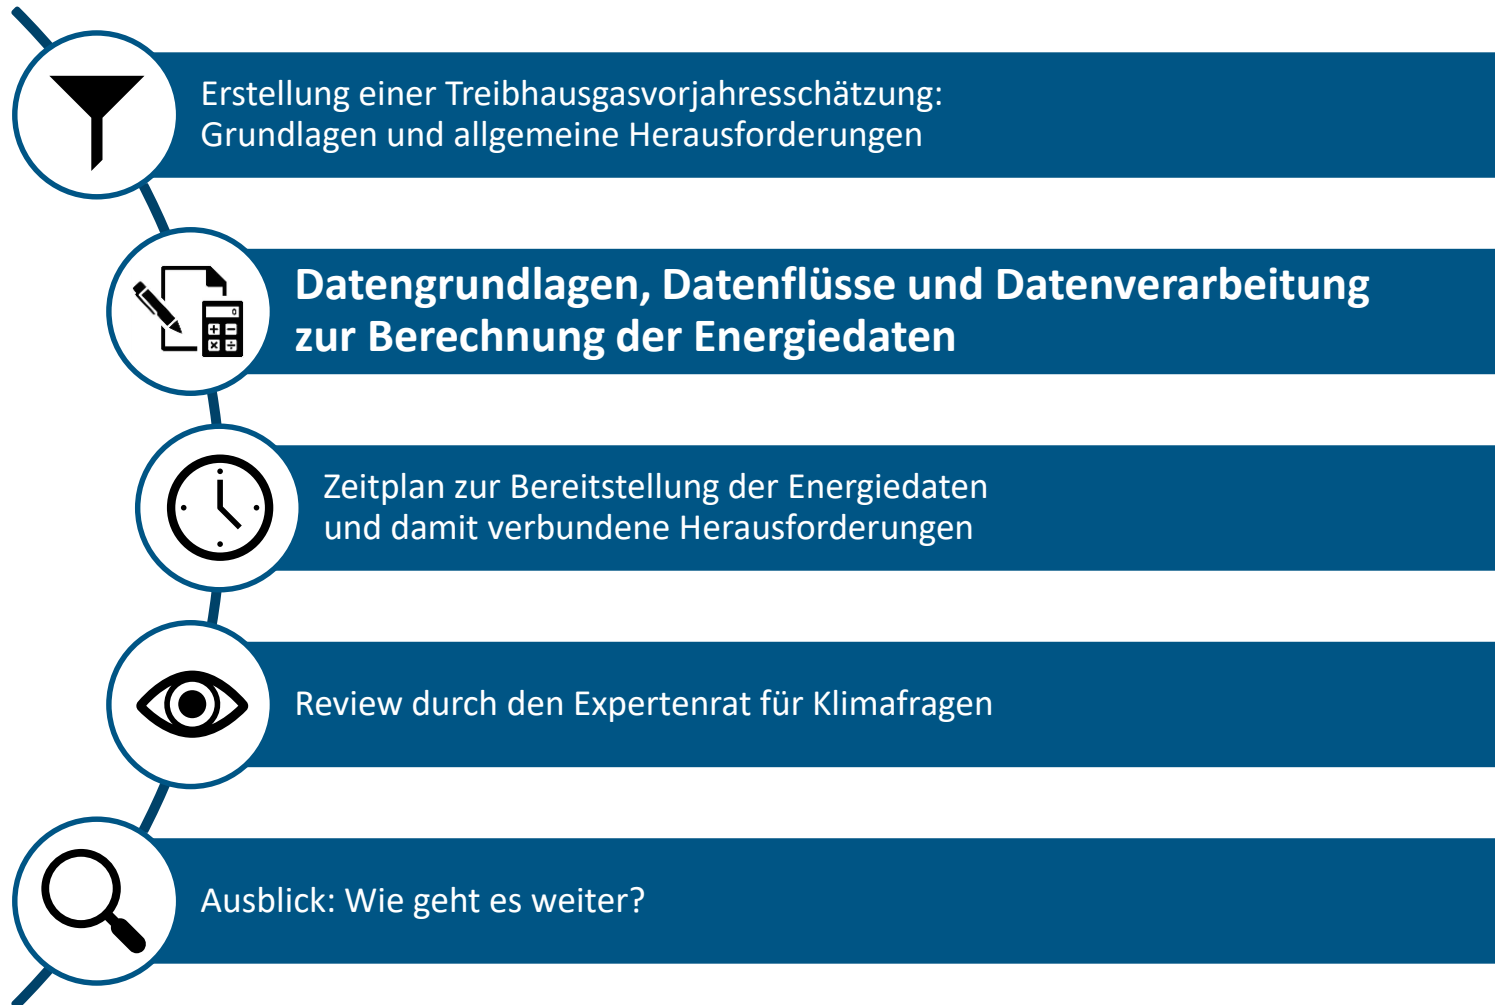 Erstellung einer Treibhausgasvorjahresschätzung:
Grundlagen und allgemeine Herausforderungen
Datengrundlagen, Datenflüsse und Datenverarbeitung
zur Berechnung der Energiedaten
Zeitplan zur Bereitstellung der Energiedaten
und damit verbundene Herausforderungen
Review durch den Expertenrat für Klimafragen
Ausblick: Wie geht es weiter?